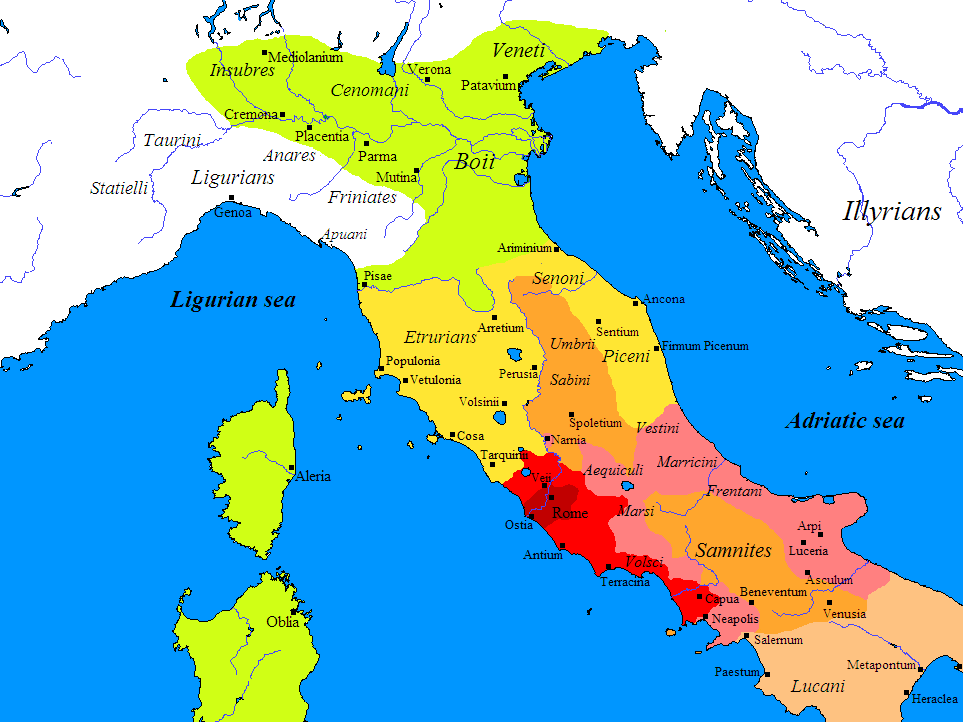 Veneti
Mediolanium
Insubres
Verona
Cenomani
Patavium
Cremona
Placentia
Taurini
Anares
Parma
Boii
Mutina
Statielli
Ligurians
Friniates
Genoa
Illyrians
Apuani
Ariminium
Pisae
Senoni
Ligurian sea
Ancona
Arretium
Sentium
Etrurians
Umbrii
Firmum Picenum
Piceni
Populonia
Perusia
Vetulonia
Sabini
Volsinii
Spoletium
Adriatic sea
Vestini
Cosa
Narnia
Tarquinii
Marricini
Aequiculi
Aleria
Veii
Frentani
Rome
Marsi
Ostia
Arpi
Antium
Samnites
Luceria
Volsci
Terracina
Asculum
Capua
Beneventum
Neapolis
Venusia
Oblia
Salernum
Metapontum
Paestum
Lucani
Heraclea